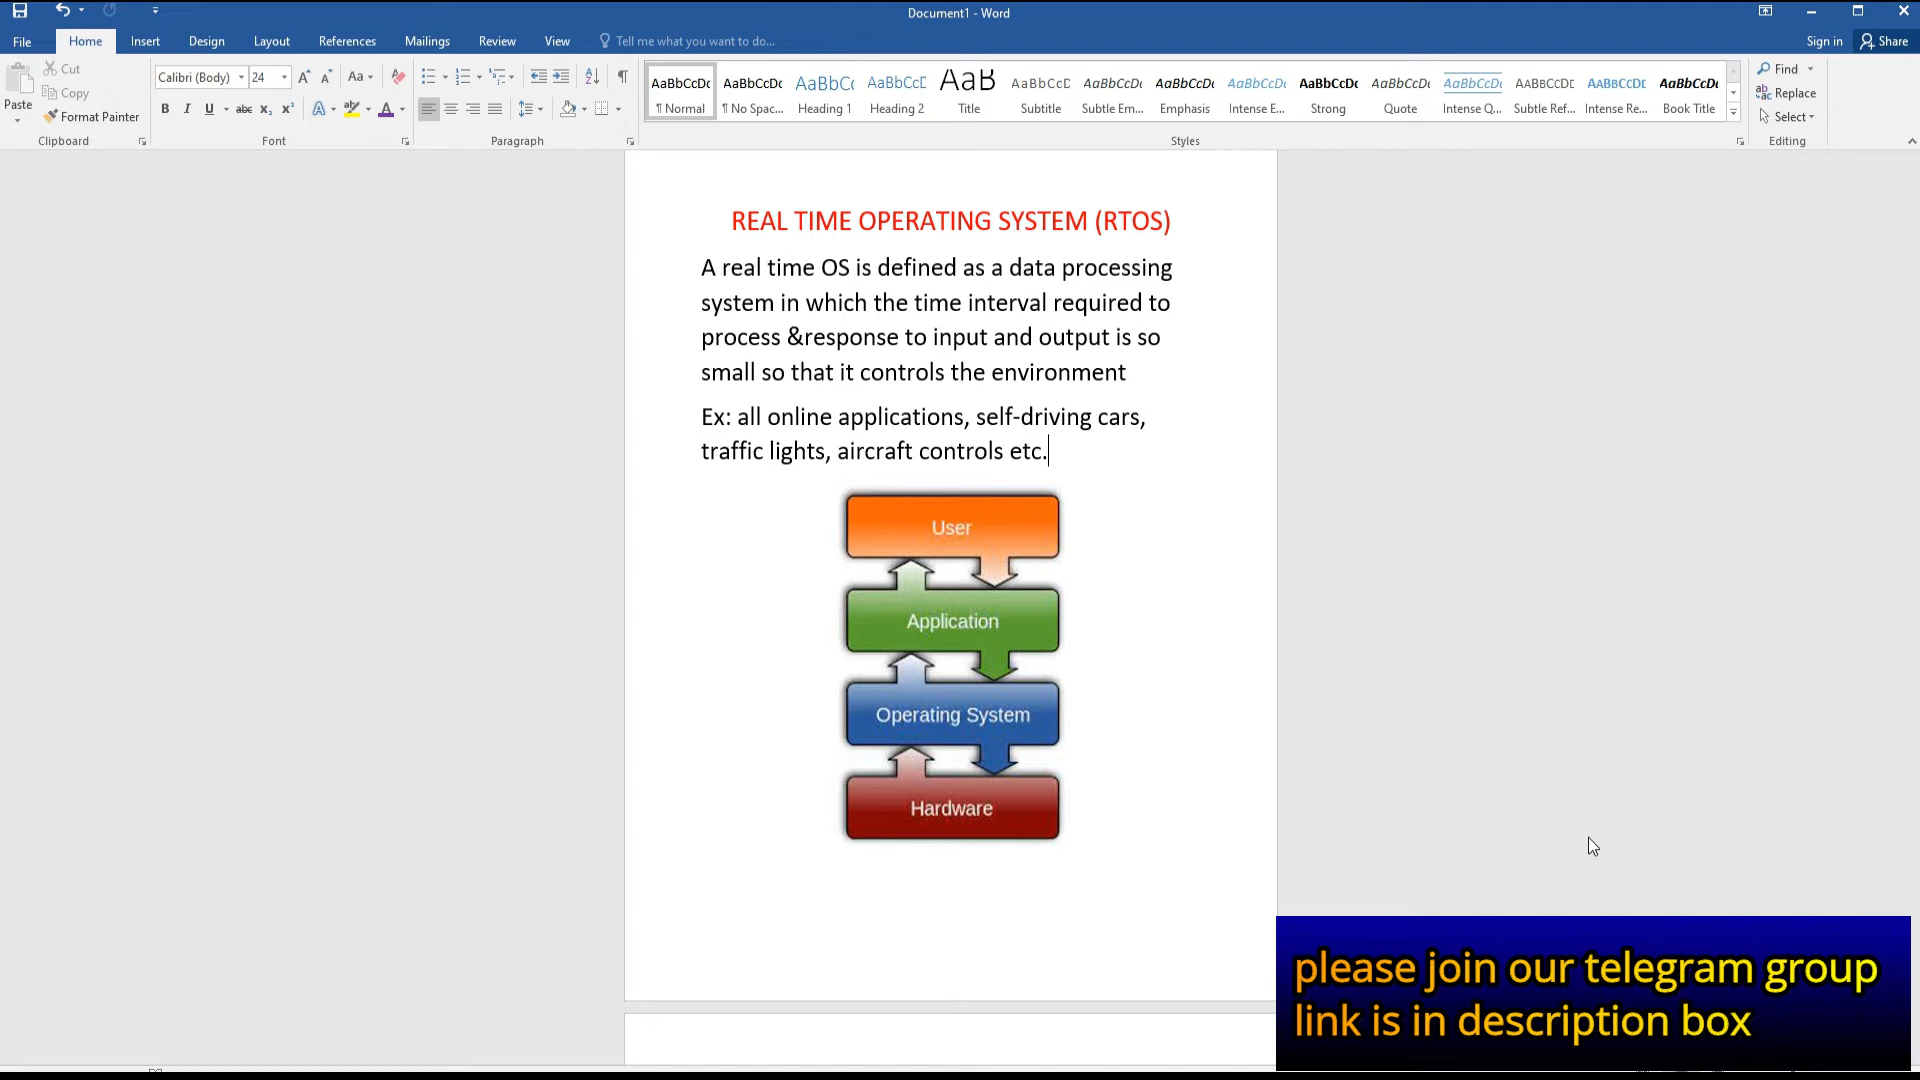 Document1 - Word
File Home Insert Design Layout References Mailings Review View Tell me what you want to do... Sign in Share
Paste
Cut
Copy
Format Painter
Clipboard
Calibri (Body) 24
Font
Paragraph
AaBbCcDc AaBbCcDc AaBbCc AaBbCcD AaB AaBbCcD AaBbCcDc AaBbCcDc AaBbCcDc AaBbCcDc AaBbCcDc AaBbCcDc AaBbCcDc AaBbCcDc AaBbCcDc
¶ Normal ¶ No Spac... Heading 1 Heading 2 Title Subtitle Subtle Em... Emphasis Intense E... Strong Quote Intense Q... Subtle Ref... Intense Re... Book Title
Styles
Find
Replace
Select
Editing
REAL TIME OPERATING SYSTEM (RTOS)
A real time OS is defined as a data processing
system in which the time interval required to
process &response to input and output is so
small so that it controls the environment
Ex: all online applications, self-driving cars,
traffic lights, aircraft controls etc.
User
Application
Operating System
Hardware
please join our telegram group
link is in description box